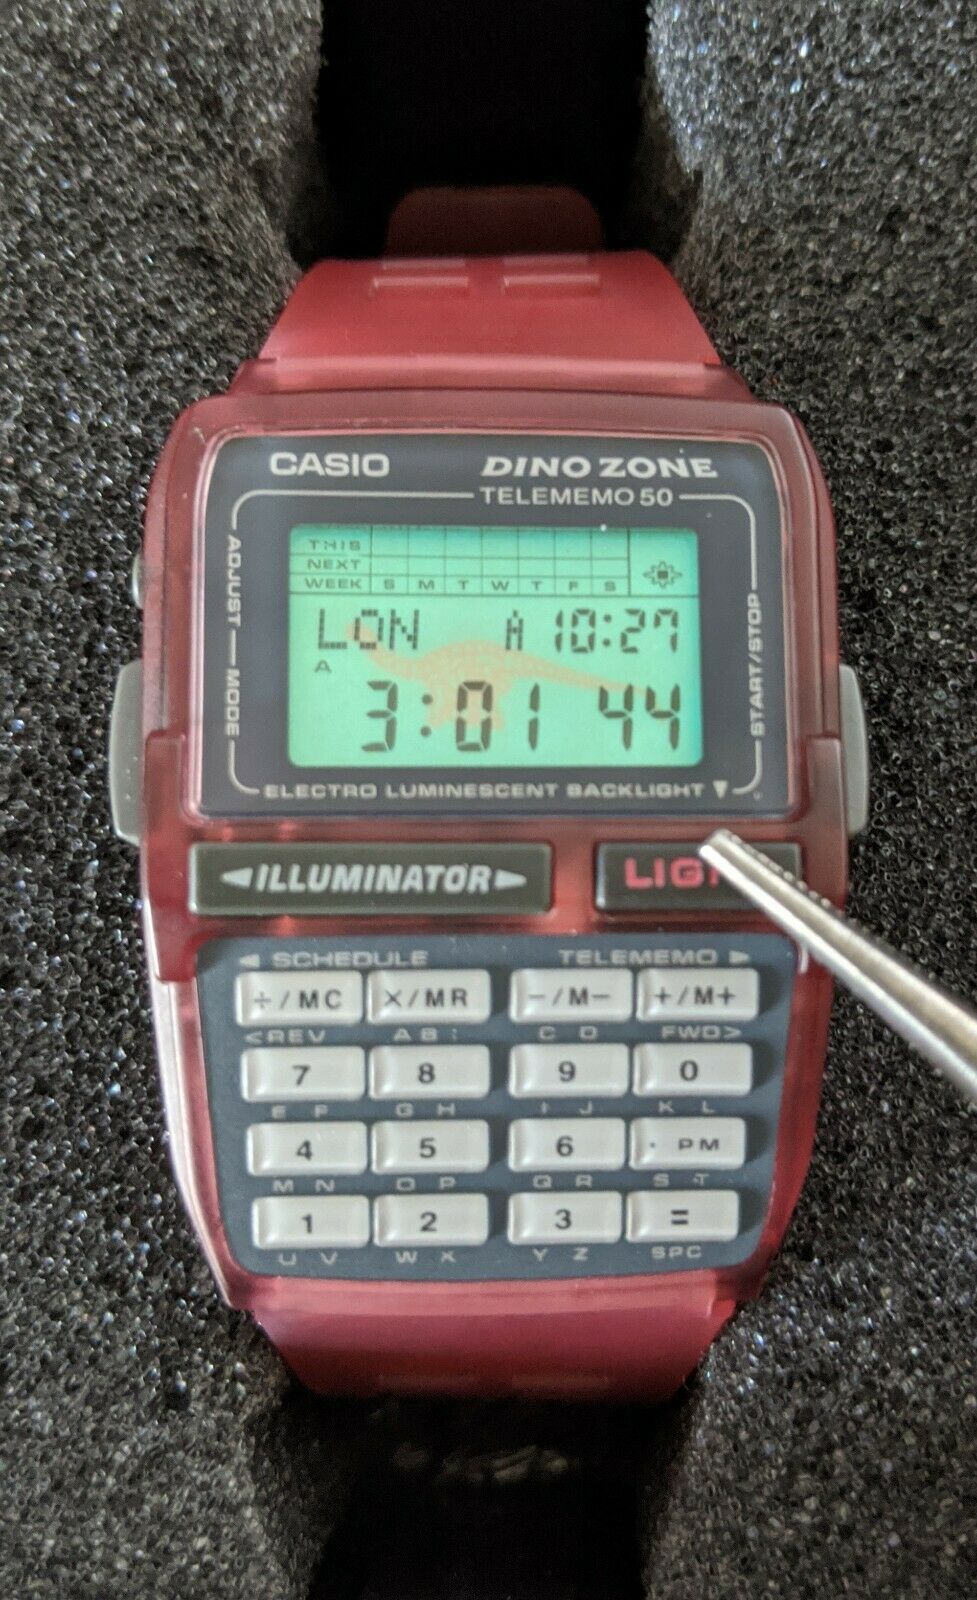 CASIO DINO ZONE
TELEMEMO 50
ADJUST
MODE
START/STOP
THIS
NEXT
WEEK S M T W T F S
LON A 10:27
A
3:01 44
ELECTRO LUMINESCENT BACKLIGHT ▼
◄ILLUMINATOR►
◄ SCHEDULE TELEMEMO ►
÷/MC X/MR -/M- +/M+
<REV A B : C D FWD>
7 8 9 0
E F G H I J K L
4 5 6 · PM
M N O P Q R S T
1 2 3 =
U V W X Y Z SPC